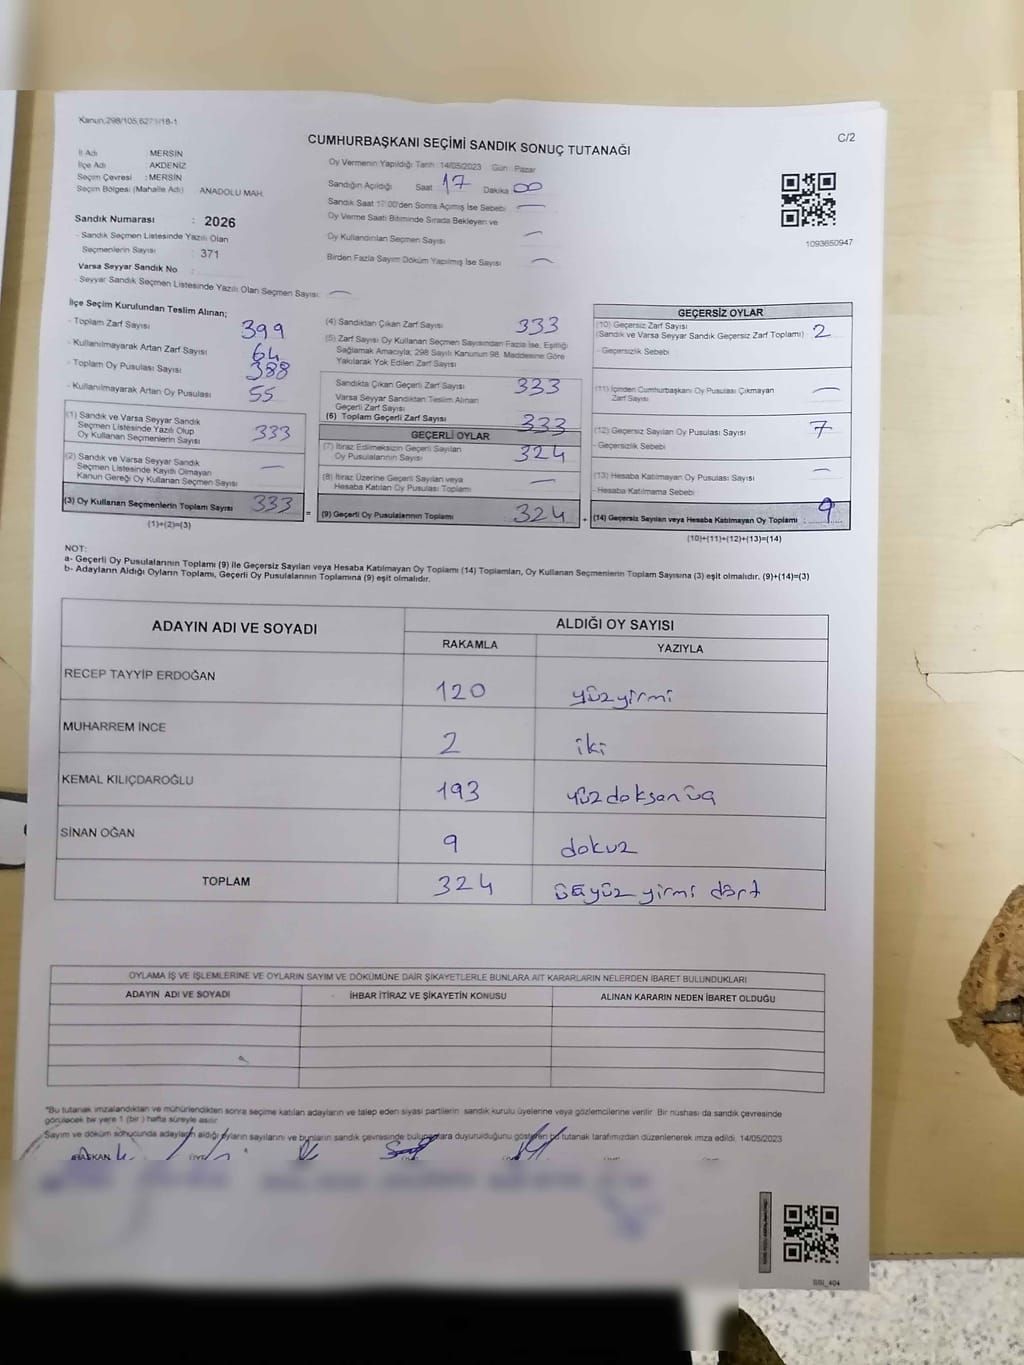 Kanun,298/105,6271/18-1
CUMHURBAŞKANI SEÇİMİ SANDIK SONUÇ TUTANAĞI
C/2
İl Adı : MERSİN
İlçe Adı : AKDENİZ
Seçim Çevresi : MERSİN
Seçim Bölgesi (Mahalle Adı) ANADOLU MAH.
Oy Vermenin Yapıldığı Tarih :14/05/2023 Gün : Pazar
Sandığın Açıldığı Saat 17 Dakika 00
Sandık Saat 17:00'den Sonra Açımış İse Sebebi —
Oy Verme Saati Bitiminde Sırada Bekleyen ve
Oy Kullandırılan Seçmen Sayısı —
Birden Fazla Sayım Döküm Yapılmış İse Sayısı —
1093650947
Sandık Numarası : 2026
- Sandık Seçmen Listesinde Yazılı Olan
Seçmenlerin Sayısı : 371
Varsa Seyyar Sandık No :
- Seyyar Sandık Seçmen Listesinde Yazılı Olan Seçmen Sayısı: —
İlçe Seçim Kurulundan Teslim Alınan;
- Toplam Zarf Sayısı 399
- Kullanılmayarak Artan Zarf Sayısı 64
- Toplam Oy Pusulası Sayısı 388
- Kullanılmayarak Artan Oy Pusulası 55
(1) Sandık ve Varsa Seyyar Sandık
Seçmen Listesinde Yazılı Olup
Oy Kullanan Seçmenlerin Sayısı 333
(2) Sandık ve Varsa Seyyar Sandık
Seçmen Listesinde Kayıtlı Olmayan
Kanun Gereği Oy Kullanan Seçmen Sayısı —
(3) Oy Kullanan Seçmenlerin Toplam Sayısı 333
(1)+(2)=(3)
(4) Sandıktan Çıkan Zarf Sayısı 333
(5) Zarf Sayısı Oy Kullanan Seçmen Sayısından Fazla İse, Eşitliği
Sağlamak Amacıyla; 298 Sayılı Kanunun 98. Maddesine Göre
Yakılarak Yok Edilen Zarf Sayısı
Sandıkta Çıkan Geçerli Zarf Sayısı 333
Varsa Seyyar Sandıktan Teslim Alınan
Geçerli Zarf Sayısı
(6) Toplam Geçerli Zarf Sayısı 333
GEÇERLİ OYLAR
(7) İtiraz Edilmeksizin Geçerli Sayılan
Oy Pusulalarının Sayısı 324
(8) İtiraz Üzerine Geçerli Sayılan veya
Hesaba Katılan Oy Pusulası Toplamı —
= (9) Geçerli Oy Pusulalarının Toplamı 324
GEÇERSİZ OYLAR
(10) Geçersiz Zarf Sayısı
(Sandık ve Varsa Seyyar Sandık Geçersiz Zarf Toplamı) 2
- Geçersizlik Sebebi
(11) İçinden Cumhurbaşkanı Oy Pusulası Çıkmayan
Zarf Sayısı —
(12) Geçersiz Sayılan Oy Pusulası Sayısı 7
- Geçersizlik Sebebi
(13) Hesaba Katılmayan Oy Pusulası Sayısı —
- Hesaba Katılmama Sebebi
+ (14) Geçersiz Sayılan veya Hesaba Katılmayan Oy Toplamı : 9
(10)+(11)+(12)+(13)=(14)
NOT:
a- Geçerli Oy Pusulalarının Toplamı (9) ile Geçersiz Sayılan veya Hesaba Katılmayan Oy Toplamı (14) Toplamları, Oy Kullanan Seçmenlerin Toplam Sayısına (3) eşit olmalıdır. (9)+(14)=(3)
b- Adayların Aldığı Oyların Toplamı, Geçerli Oy Pusulalarının Toplamına (9) eşit olmalıdır.
ADAYIN ADI VE SOYADI
ALDIĞI OY SAYISI
RAKAMLA YAZIYLA
RECEP TAYYİP ERDOĞAN 120 yüzyirmi
MUHARREM İNCE 2 iki
KEMAL KILIÇDAROĞLU 193 yüzdoksanüç
SİNAN OĞAN 9 dokuz
TOPLAM 324 üçyüz yirmi dört
OYLAMA İŞ VE İŞLEMLERİNE VE OYLARIN SAYIM VE DÖKÜMÜNE DAİR ŞİKAYETLERLE BUNLARA AİT KARARLARIN NELERDEN İBARET BULUNDUKLARI
ADAYIN ADI VE SOYADI İHBAR İTİRAZ VE ŞİKAYETİN KONUSU ALINAN KARARIN NEDEN İBARET OLDUĞU
*Bu tutanak imzalandıktan ve mühürlendikten sonra seçime katılan adayların ve talep eden siyasi partilerin sandık kurulu üyelerine veya gözlemcilerine verilir. Bir nüshası da sandık çevresinde
görülecek bir yere 1 (bir ) hafta süreyle asılır.
Sayım ve döküm sonucunda adayların aldığı oyların sayılarını ve bunların sandık çevresinde bulunanlara duyurulduğunu gösteren bu tutanak tarafımızdan düzenlenerek imza edildi. 14/05/2023
BAŞKAN